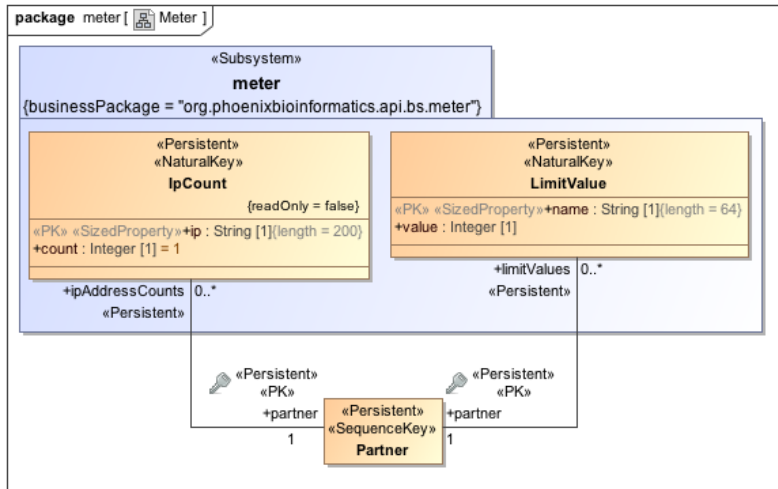 package meter [ Meter ]
«Subsystem»
meter
{businessPackage = "org.phoenixbioinformatics.api.bs.meter"}
«Persistent»
«NaturalKey»
IpCount
{readOnly = false}
«PK» «SizedProperty»+ip : String [1]{length = 200}
+count : Integer [1] = 1
«Persistent»
«NaturalKey»
LimitValue
«PK» «SizedProperty»+name : String [1]{length = 64}
+value : Integer [1]
+ipAddressCounts 0..*
«Persistent»
+limitValues 0..*
«Persistent»
«Persistent»
«PK»
+partner
1
«Persistent»
«SequenceKey»
Partner
«Persistent»
«PK»
+partner
1